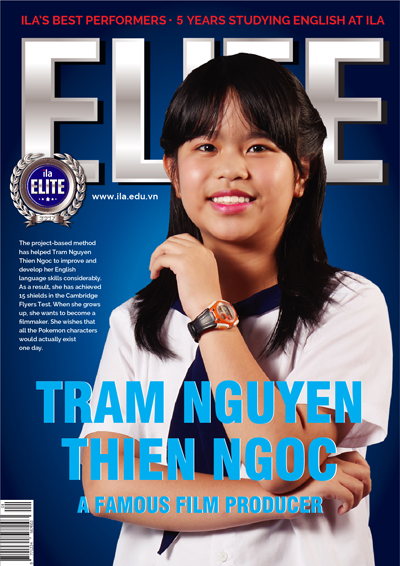 ILA'S BEST PERFORMERS • 5 YEARS STUDYING ENGLISH AT ILA
ELITE
ila
ELITE
www.ila.edu.vn
The project-based method
has helped Tram Nguyen
Thien Ngoc to improve and
develop her English
language skills considerably.
As a result, she has achieved
15 shields in the Cambridge
Flyers Test. When she grows
up, she wants to become a
filmmaker. She wishes that
all the Pokemon characters
would actually exist
one day.
TRAM NGUYEN
THIEN NGOC
A FAMOUS FILM PRODUCER